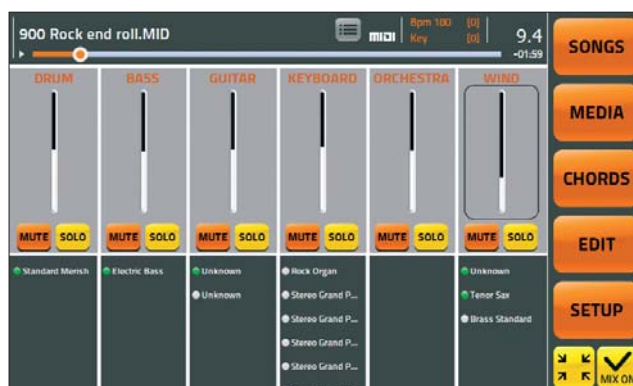 900 Rock end roll.MID
MIDI
Bpm 100 [0]
Key [0]
9.4
-01:59
DRUM BASS GUITAR KEYBOARD ORCHESTRA WIND
MUTE SOLO MUTE SOLO MUTE SOLO MUTE SOLO MUTE SOLO MUTE SOLO
Standard Merish Electric Bass Unknown Rock Organ Unknown
Unknown Stereo Grand P... Tenor Sax
Stereo Grand P... Brass Standard
Stereo Grand P...
Stereo Grand P...
SONGS
MEDIA
CHORDS
EDIT
SETUP
MIX ON